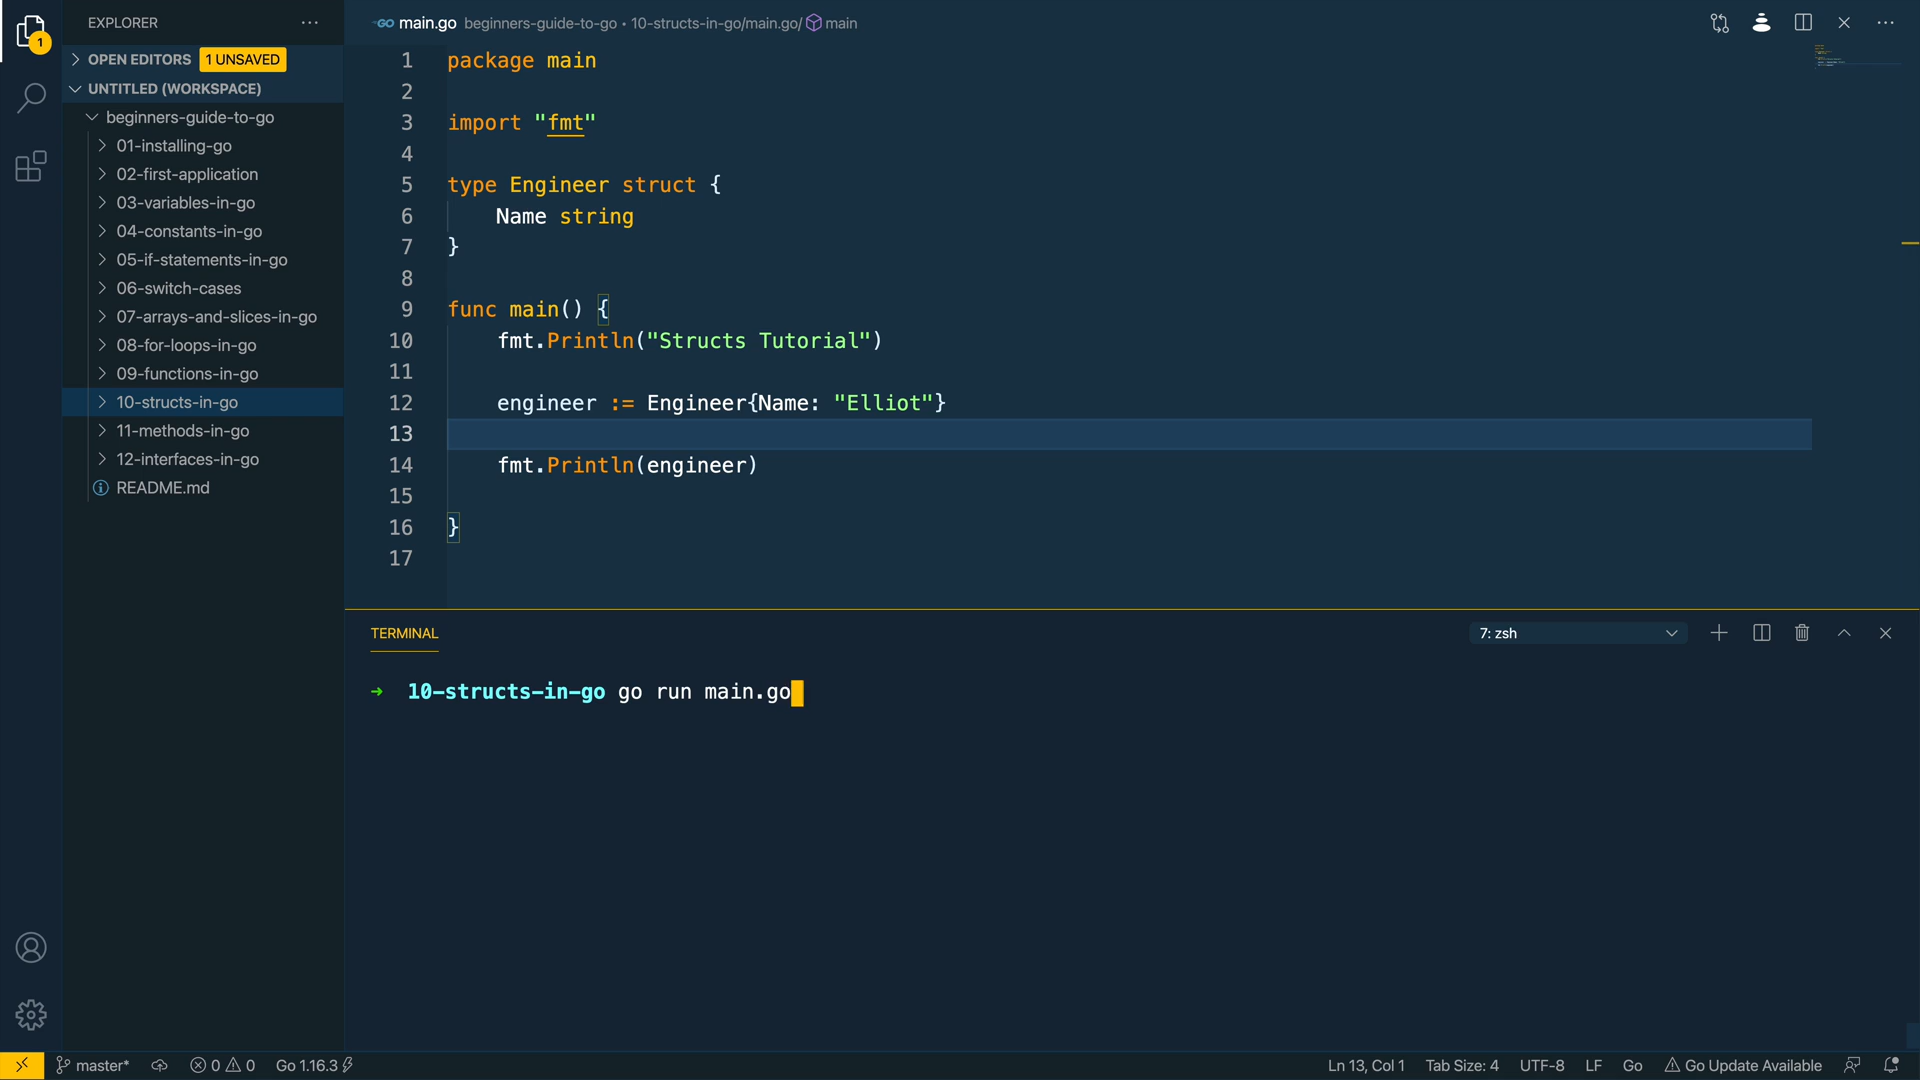 1
EXPLORER
OPEN EDITORS 1 UNSAVED
UNTITLED (WORKSPACE)
beginners-guide-to-go
01-installing-go
02-first-application
03-variables-in-go
04-constants-in-go
05-if-statements-in-go
06-switch-cases
07-arrays-and-slices-in-go
08-for-loops-in-go
09-functions-in-go
10-structs-in-go
11-methods-in-go
12-interfaces-in-go
README.md
GO main.go beginners-guide-to-go • 10-structs-in-go/main.go/ main
1 package main
2
3 import "fmt"
4
5 type Engineer struct {
6 Name string
7 }
8
9 func main() {
10 fmt.Println("Structs Tutorial")
11
12 engineer := Engineer{Name: "Elliot"}
13
14 fmt.Println(engineer)
15
16 }
17
TERMINAL
7: zsh
➜ 10-structs-in-go go run main.go
master* 0 0 Go 1.16.3 Ln 13, Col 1 Tab Size: 4 UTF-8 LF Go Go Update Available